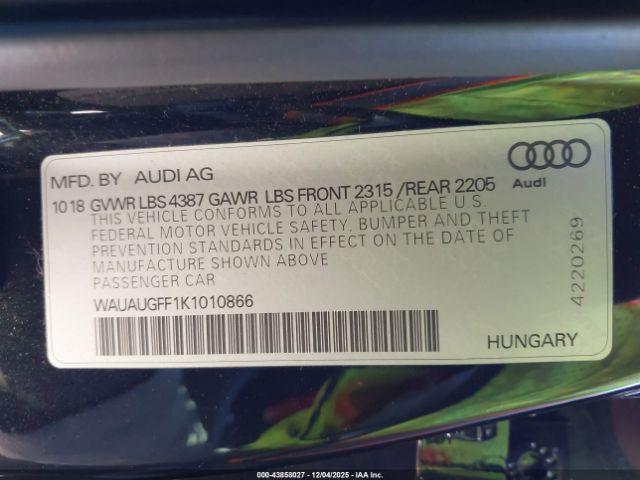 MFD. BY AUDI AG
Audi
1018 GVWR LBS 4387 GAWR LBS FRONT 2315 /REAR 2205
THIS VEHICLE CONFORMS TO ALL APPLICABLE U.S.
FEDERAL MOTOR VEHICLE SAFETY, BUMPER AND THEFT
PREVENTION STANDARDS IN EFFECT ON THE DATE OF
MANUFACTURE SHOWN ABOVE
PASSENGER CAR
WAUAUGFF1K1010866
HUNGARY
4220269
000-43858027 - 12/04/2025 - IAA Inc.